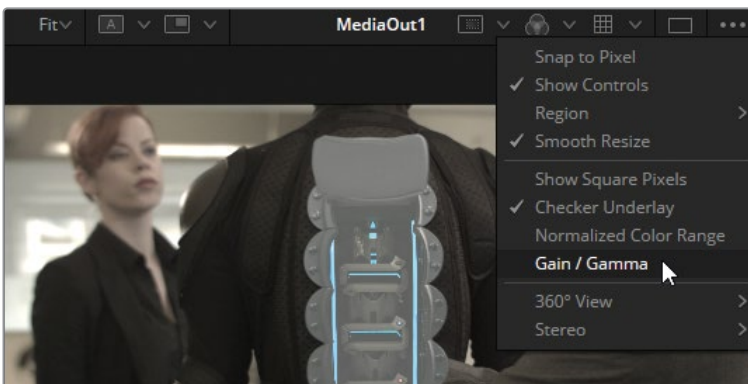 Fit
A
MediaOut1
Snap to Pixel
✓ Show Controls
Region
✓ Smooth Resize
Show Square Pixels
✓ Checker Underlay
Normalized Color Range
Gain / Gamma
360° View
Stereo